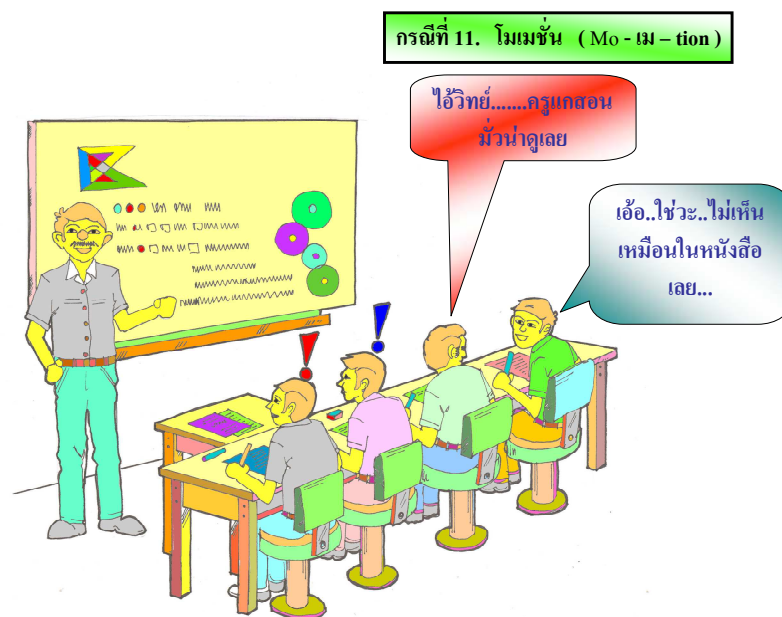 กรณีที่ 11. โมเมชั่น ( Mo - เม – tion )
ไอ้วิทย์.......ครูแกสอน
มั่วน่าดูเลย
เอ้อ..ใช่วะ..ไม่เห็น
เหมือนในหนังสือ
เลย...